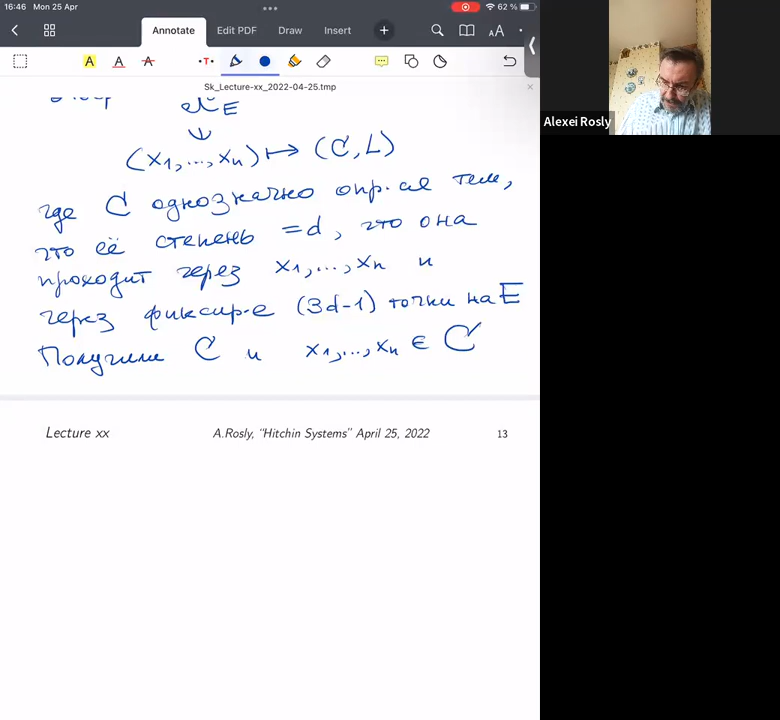 16:46 Mon 25 Apr
62 %
Annotate Edit PDF Draw Insert
A A A T
Sk_Lecture-xx_2022-04-25.tmp
E
(x1,...,xn) ↦ (C,L)
где C однозначно опр-ся тем,
что её степень =d, что она
проходит через x1,...,xn и
через фиксир-е (3d-1) точки на E
Получили C и x1,...,xn ∈ C
Lecture xx A.Rosly, "Hitchin Systems" April 25, 2022 13
Alexei Rosly